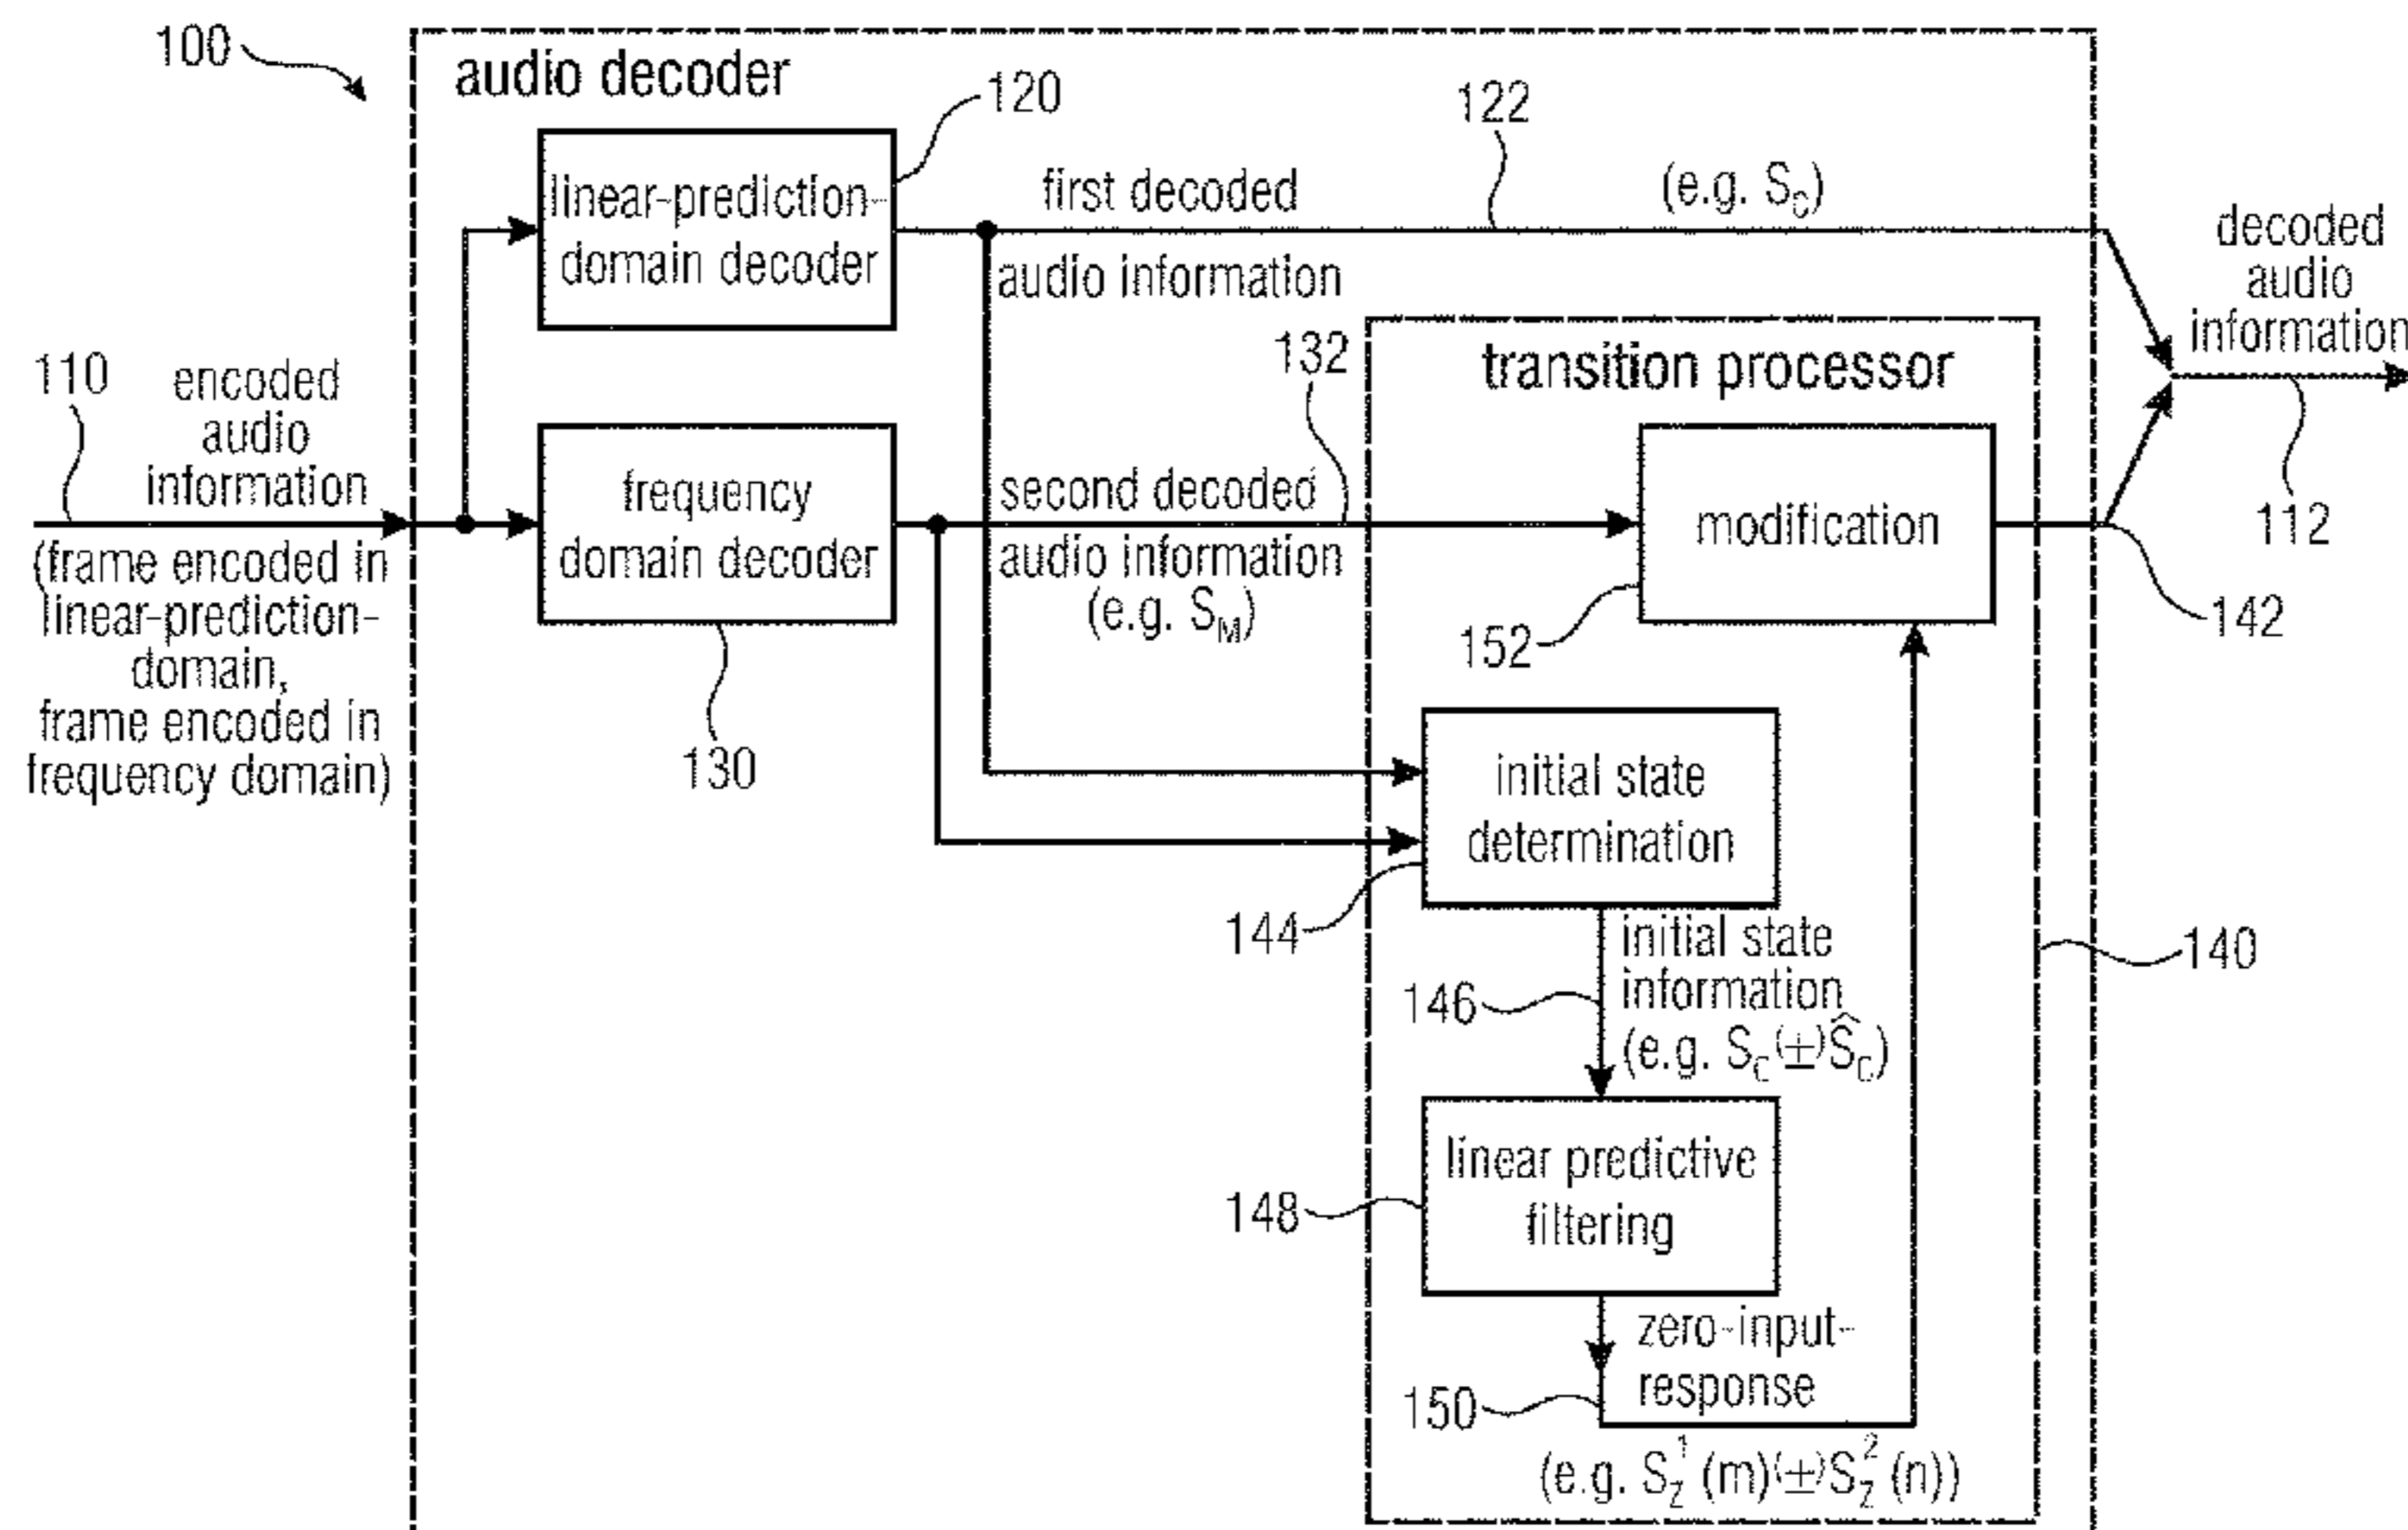 100
audio decoder
120
122
linear-prediction-
domain decoder
first decoded
audio information
(e.g. S_C)
decoded
audio
information
110
encoded
audio
information
(frame encoded in
linear-prediction-
domain,
frame encoded in
frequency domain)
132
transition processor
frequency
domain decoder
second decoded
audio information
(e.g. S_M)
modification
112
152
142
130
initial state
determination
144
initial state
information
146
(e.g. S_C(±)Ŝ_C)
140
linear predictive
filtering
148
zero-input-
response
150
(e.g. S_Z^1 (m)(±)S_Z^2 (n))